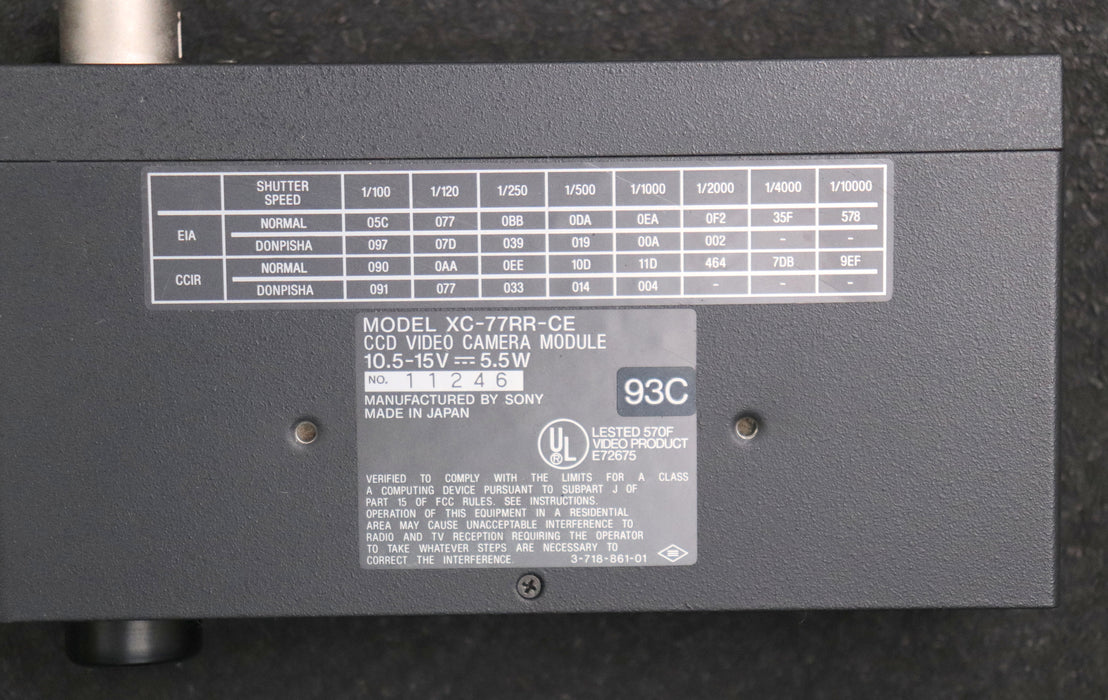 SHUTTER SPEED 1/100 1/120 1/250 1/500 1/1000 1/2000 1/4000 1/10000
EIA NORMAL 05C 077 0BB 0DA 0EA 0F2 35F 578
DONPISHA 097 07D 039 019 00A 002 - -
CCIR NORMAL 090 0AA 0EE 10D 11D 464 7DB 9EF
DONPISHA 091 077 033 014 004 - - -
MODEL XC-77RR-CE
CCD VIDEO CAMERA MODULE
10.5-15V ⎓ 5.5W
NO. 11246
MANUFACTURED BY SONY
MADE IN JAPAN
93C
UL
®
LESTED 570F
VIDEO PRODUCT
E72675
VERIFIED TO COMPLY WITH THE LIMITS FOR A CLASS
A COMPUTING DEVICE PURSUANT TO SUBPART J OF
PART 15 OF FCC RULES. SEE INSTRUCTIONS.
OPERATION OF THIS EQUIPMENT IN A RESIDENTIAL
AREA MAY CAUSE UNACCEPTABLE INTERFERENCE TO
RADIO AND TV RECEPTION REQUIRING THE OPERATOR
TO TAKE WHATEVER STEPS ARE NECESSARY TO
CORRECT THE INTERFERENCE. 3-718-861-01